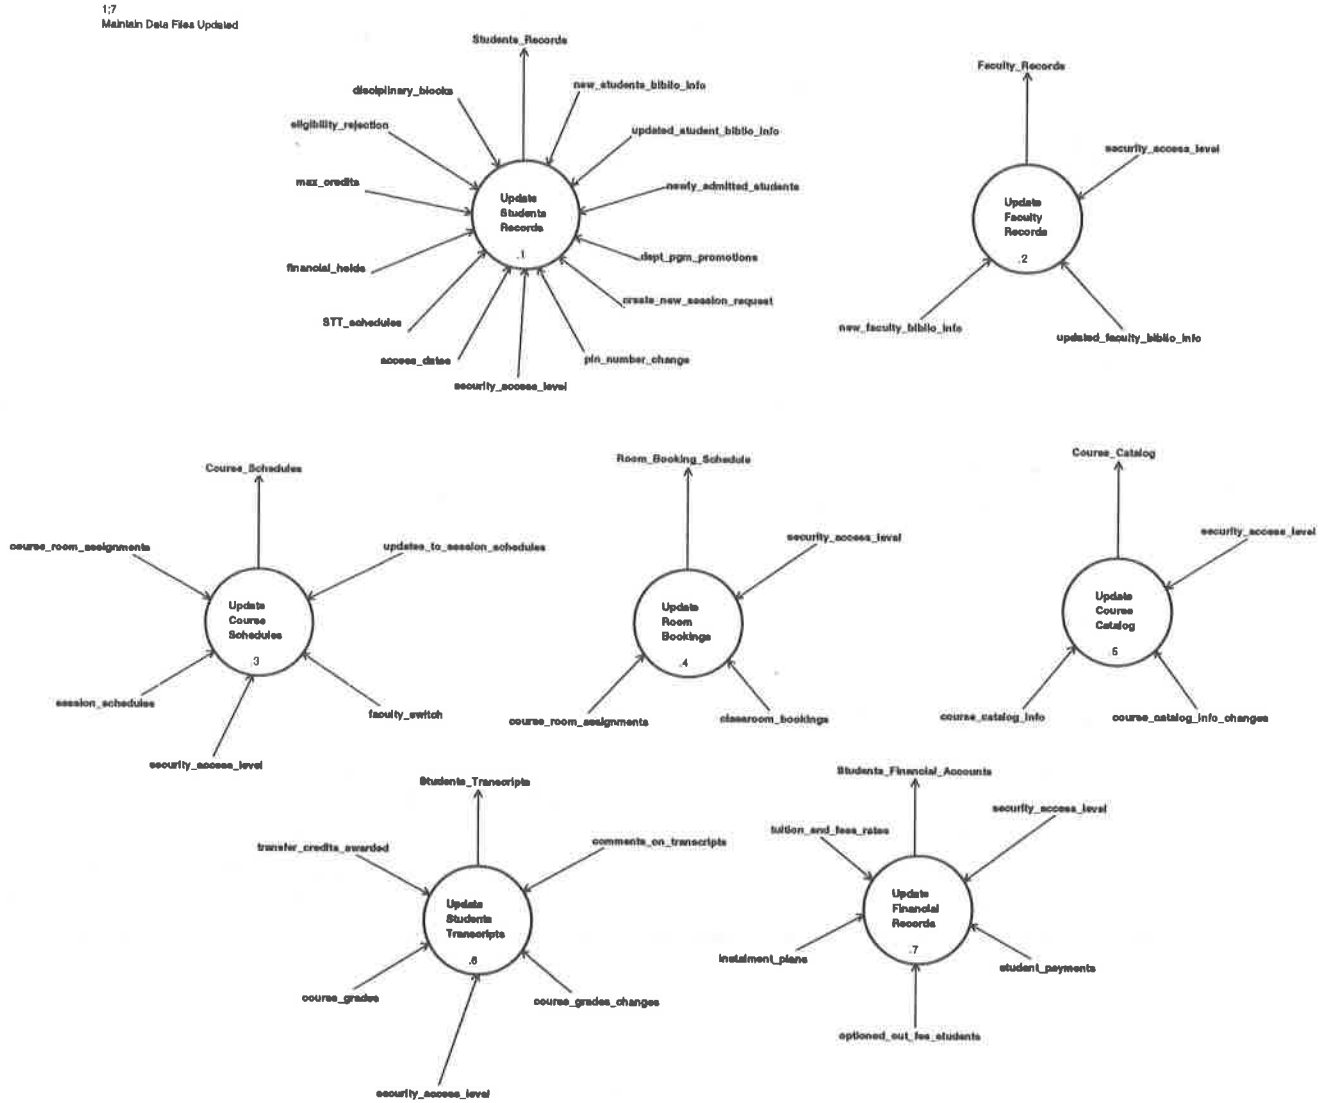 1;7
Maintain Data Files Updated
Students_Records
Faculty_Records
disciplinary_blocks
new_students_biblio_info
eligibility_rejection
updated_student_biblio_info
security_access_level
max_credits
newly_admitted_students
Update
Students
Records
.1
Update
Faculty
Records
.2
financial_holds
dept_pgm_promotions
create_new_session_request
STT_schedules
new_faculty_biblio_info
updated_faculty_biblio_info
access_dates
pin_number_change
security_access_level
Course_Schedules
Room_Booking_Schedule
Course_Catalog
course_room_assignments
updates_to_session_schedules
security_access_level
security_access_level
Update
Course
Schedules
.3
Update
Room
Bookings
.4
Update
Course
Catalog
.5
session_schedules
faculty_switch
course_room_assignments
classroom_bookings
course_catalog_info
course_catalog_info_changes
security_access_level
Students_Transcripts
Students_Financial_Accounts
transfer_credits_awarded
comments_on_transcripts
tuition_and_fees_rates
security_access_level
Update
Students
Transcripts
.6
Update
Financial
Records
.7
instalment_plans
student_payments
course_grades
course_grades_changes
optioned_out_fee_students
security_access_level